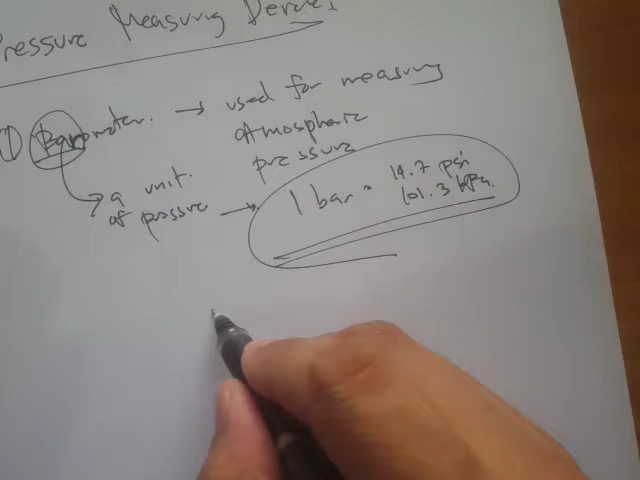 Pressure Measuring Device
① Barometer. → used for measuring
atmospheric
pressure
a unit.
of pressure → 1 bar = 14.7 psi
101.3 kPa.